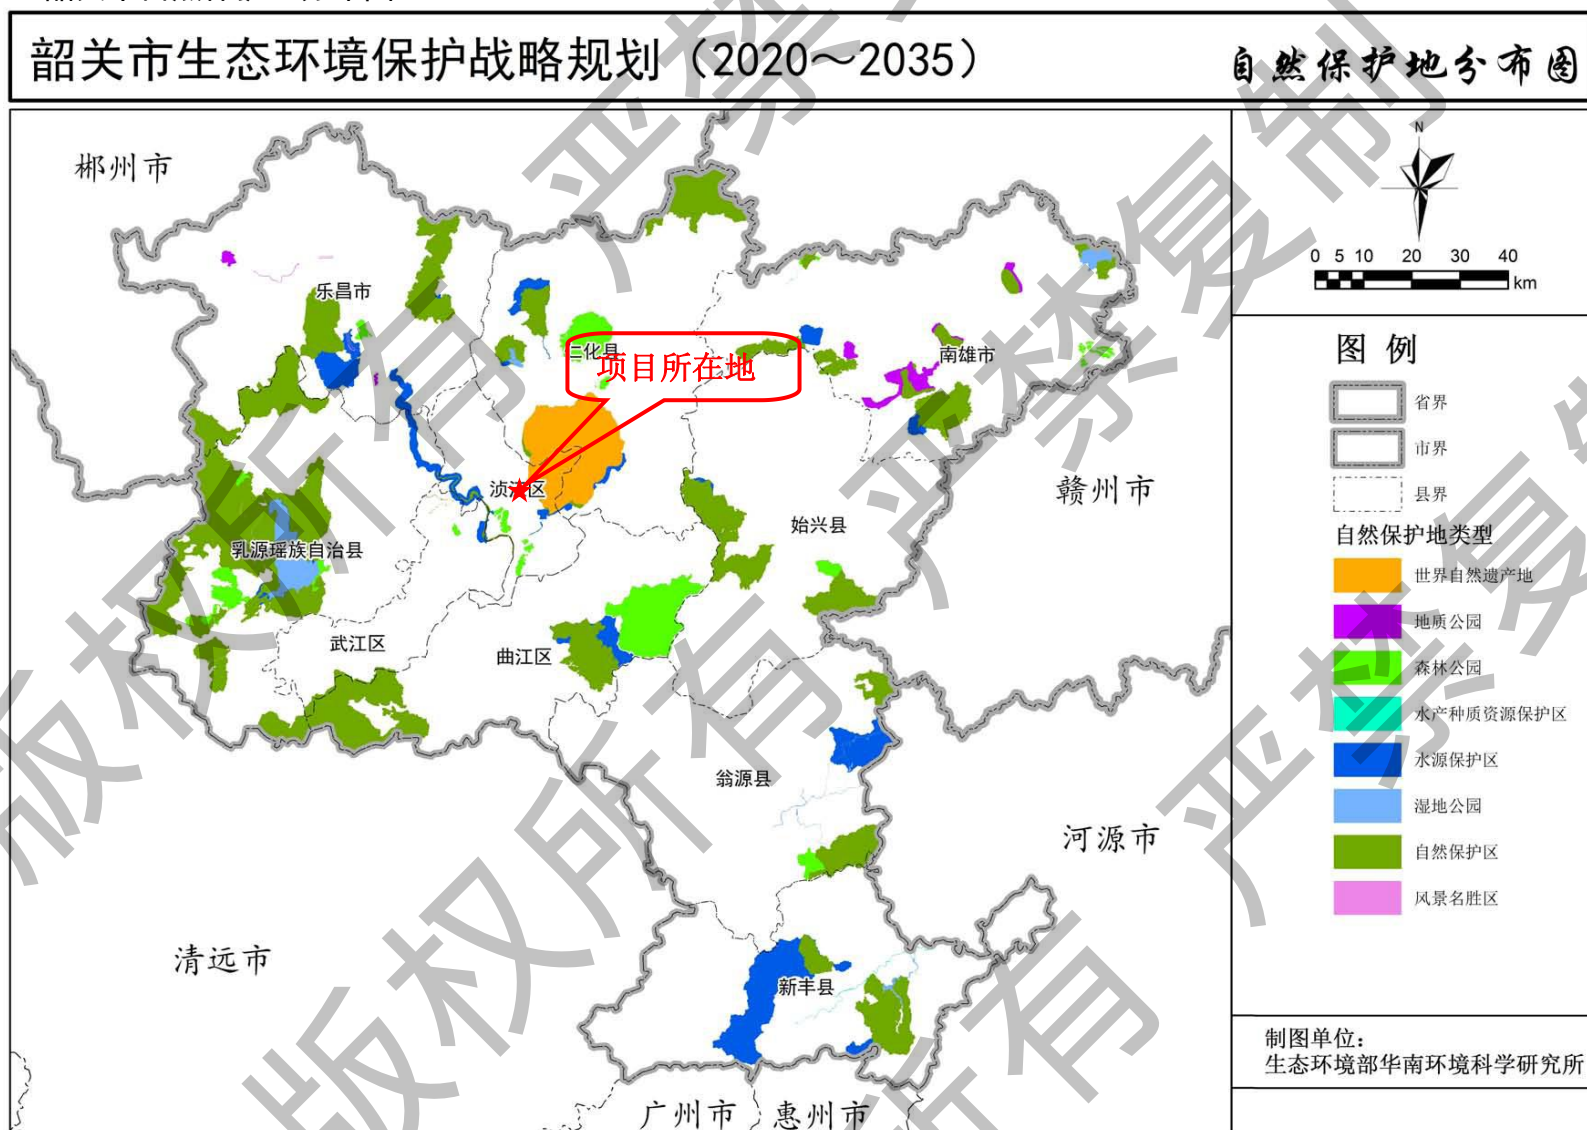 韶关市生态环境保护战略规划（2020～2035）
自然保护地分布图
郴州市
N
0 5 10 20 30 40
km
乐昌市
仁化县
南雄市
项目所在地
图 例
省界
市界
县界
自然保护地类型
世界自然遗产地
地质公园
森林公园
水产种质资源保护区
水源保护区
湿地公园
自然保护区
风景名胜区
浈江区
赣州市
始兴县
乳源瑶族自治县
武江区
曲江区
翁源县
河源市
清远市
新丰县
制图单位：
生态环境部华南环境科学研究所
广州市
惠州市
版权所有 严禁复制
版权所有 严禁复制